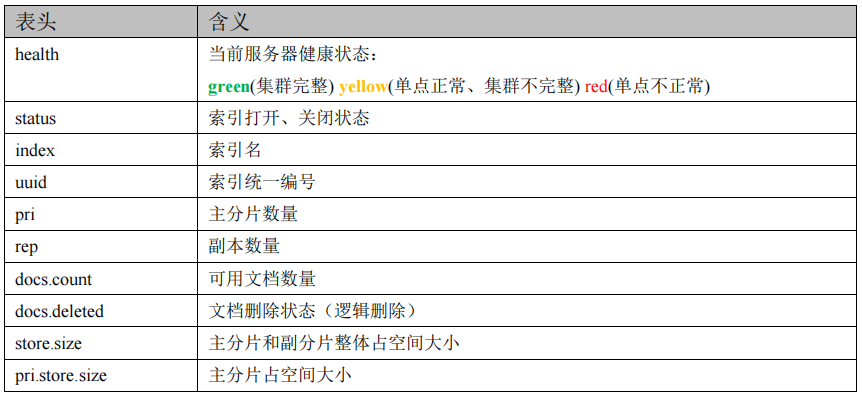 表头 含义
health 当前服务器健康状态：
green(集群完整) yellow(单点正常、集群不完整) red(单点不正常)
status 索引打开、关闭状态
index 索引名
uuid 索引统一编号
pri 主分片数量
rep 副本数量
docs.count 可用文档数量
docs.deleted 文档删除状态（逻辑删除）
store.size 主分片和副分片整体占空间大小
pri.store.size 主分片占空间大小